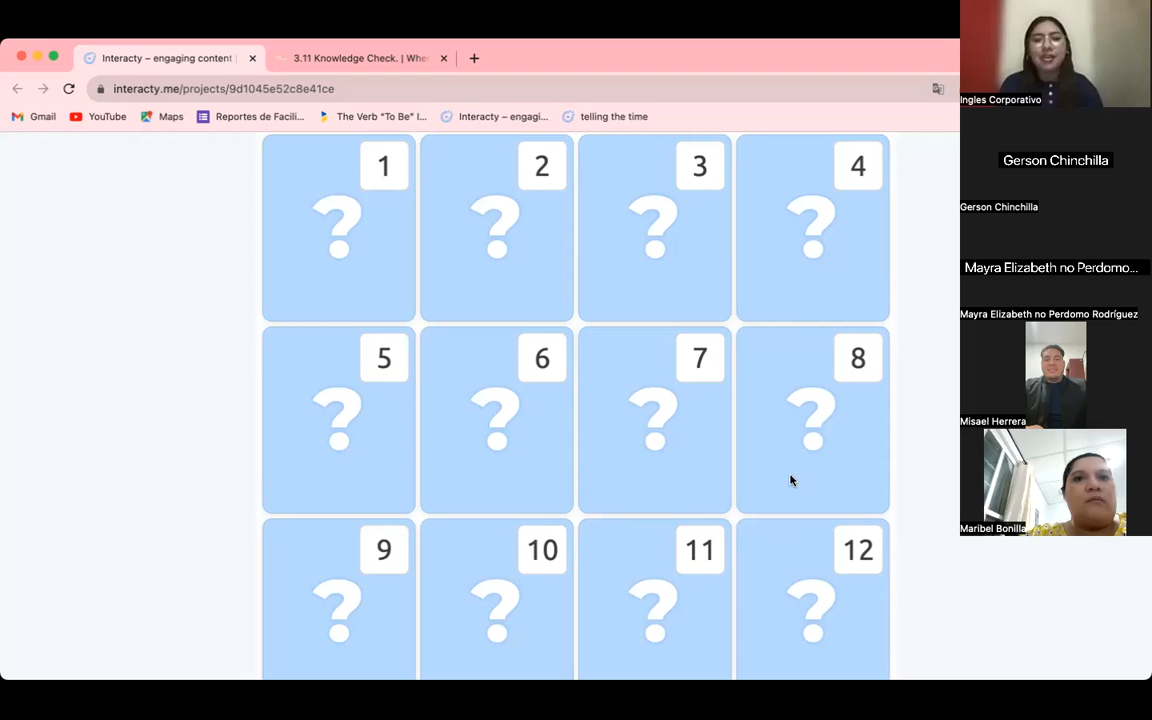 Interacty – engaging content
3.11 Knowledge Check. | Whe
interacty.me/projects/9d1045e52c8e41ce
Gmail
YouTube
Maps
Reportes de Facili...
The Verb "To Be" I...
Interacty – engagi...
telling the time
1
2
3
4
?
?
?
?
5
6
7
8
?
?
?
?
9
10
11
12
?
?
?
?
Ingles Corporativo
Gerson Chinchilla
Gerson Chinchilla
Mayra Elizabeth no Perdomo...
Mayra Elizabeth no Perdomo Rodríguez
Misael Herrera
Maribel Bonilla